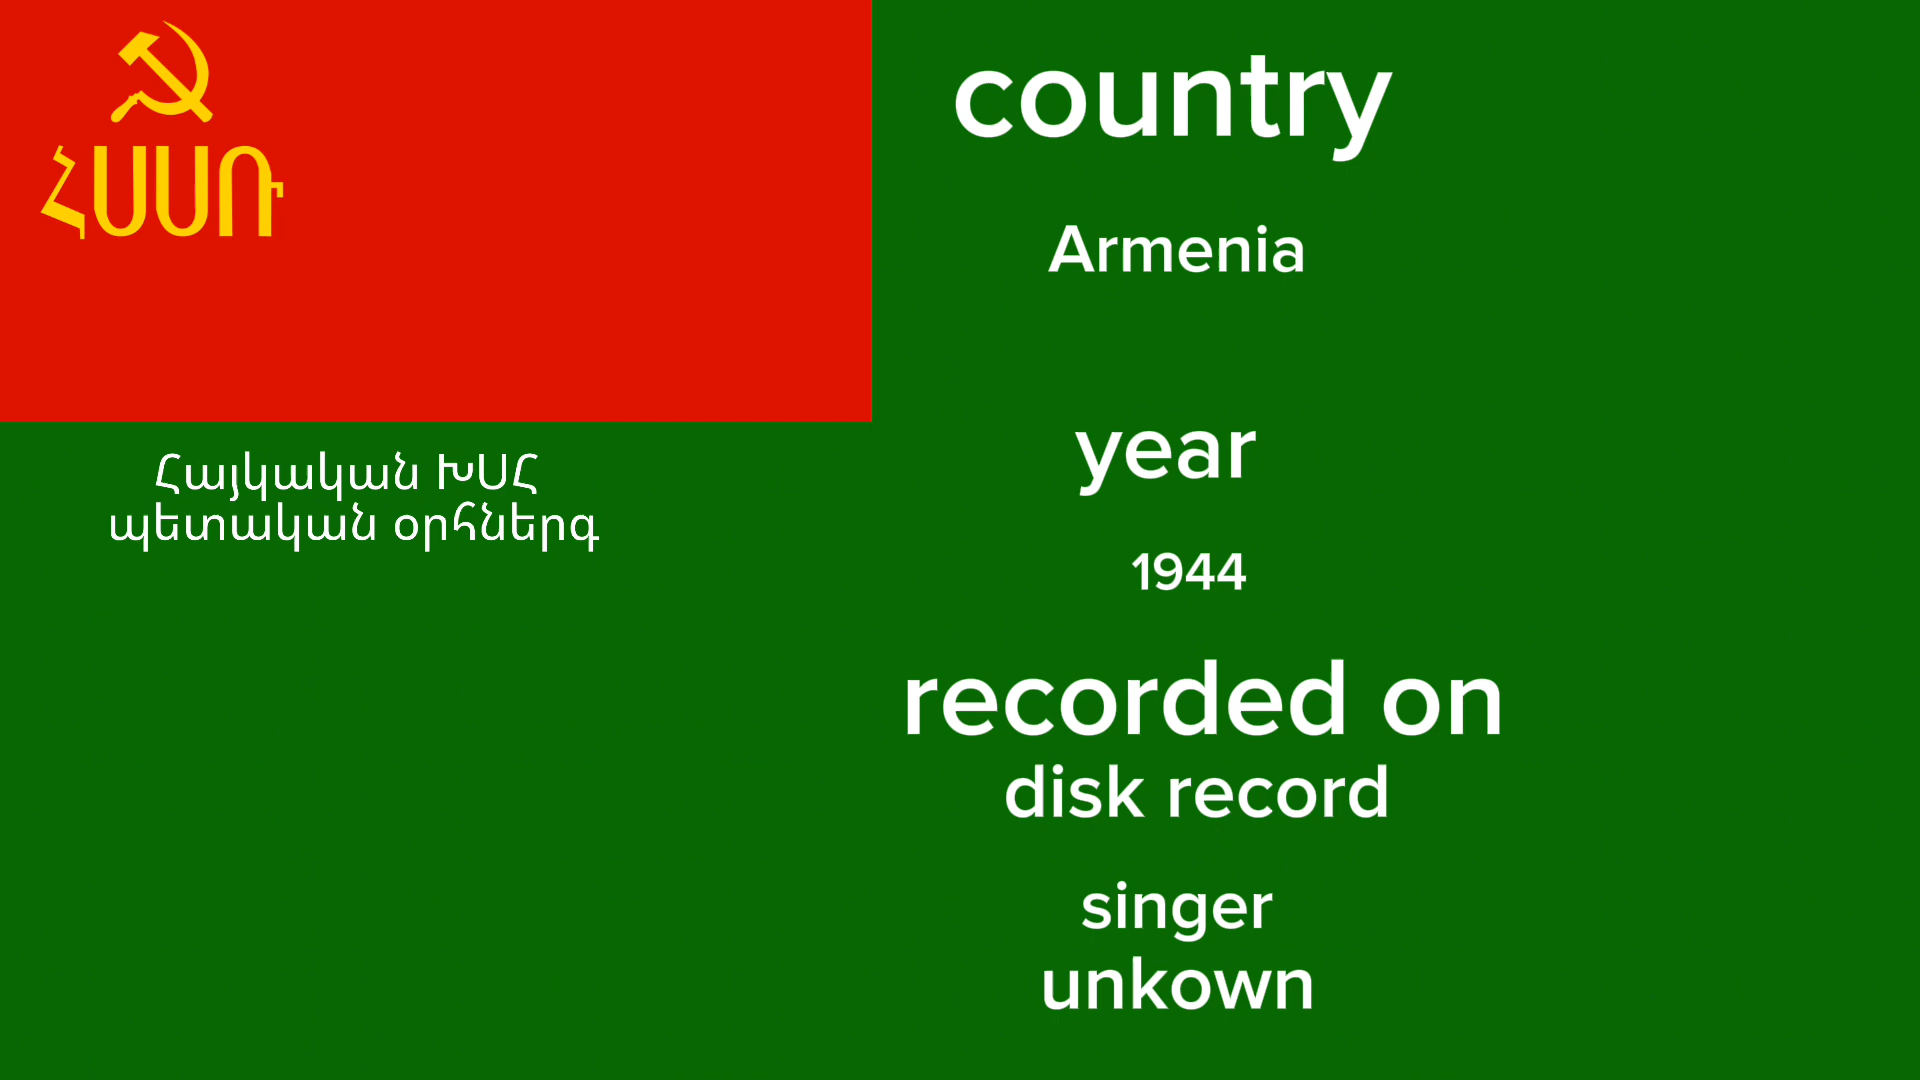 ՀՍՍՌ
Հայկական ԽՍՀ
պետական օրհներգ
country
Armenia
year
1944
recorded on
disk record
singer
unkown